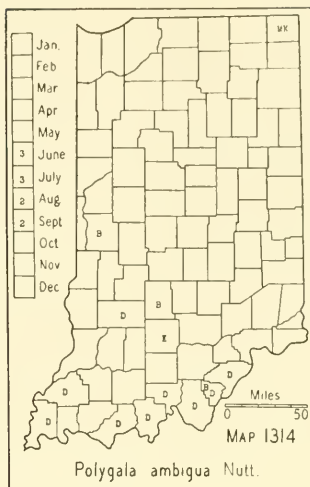 Jan.
Feb
Mar
Apr
May
3 June
3 July
2 Aug
2 Sept
Oct
Nov
Dec
MK
B
B
D
K
D
B
D
D
D
D
D
D
D
Miles
0 50
MAP 1314
Polygala ambigua Nutt.